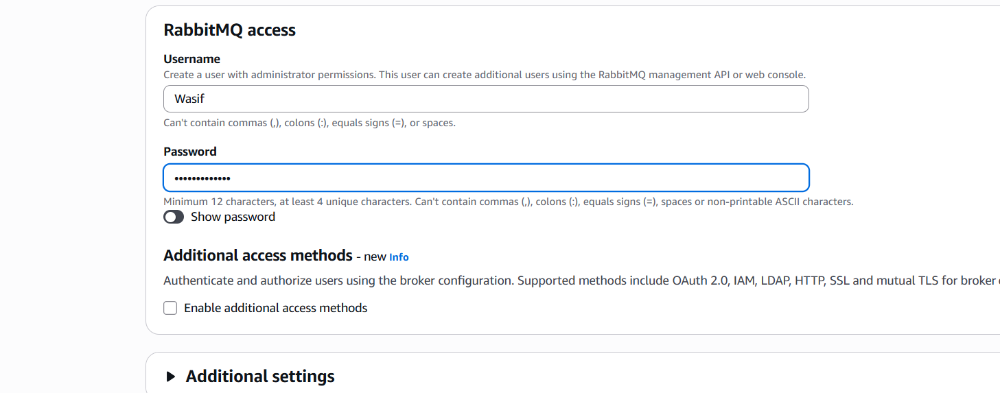 RabbitMQ access
Username
Create a user with administrator permissions. This user can create additional users using the RabbitMQ management API or web console.
Wasif
Can't contain commas (,), colons (:), equals signs (=), or spaces.
Password
•••••••••••••
Minimum 12 characters, at least 4 unique characters. Can't contain commas (,), colons (:), equals signs (=), spaces or non-printable ASCII characters.
Show password
Additional access methods - new Info
Authenticate and authorize users using the broker configuration. Supported methods include OAuth 2.0, IAM, LDAP, HTTP, SSL and mutual TLS for broker
Enable additional access methods
Additional settings